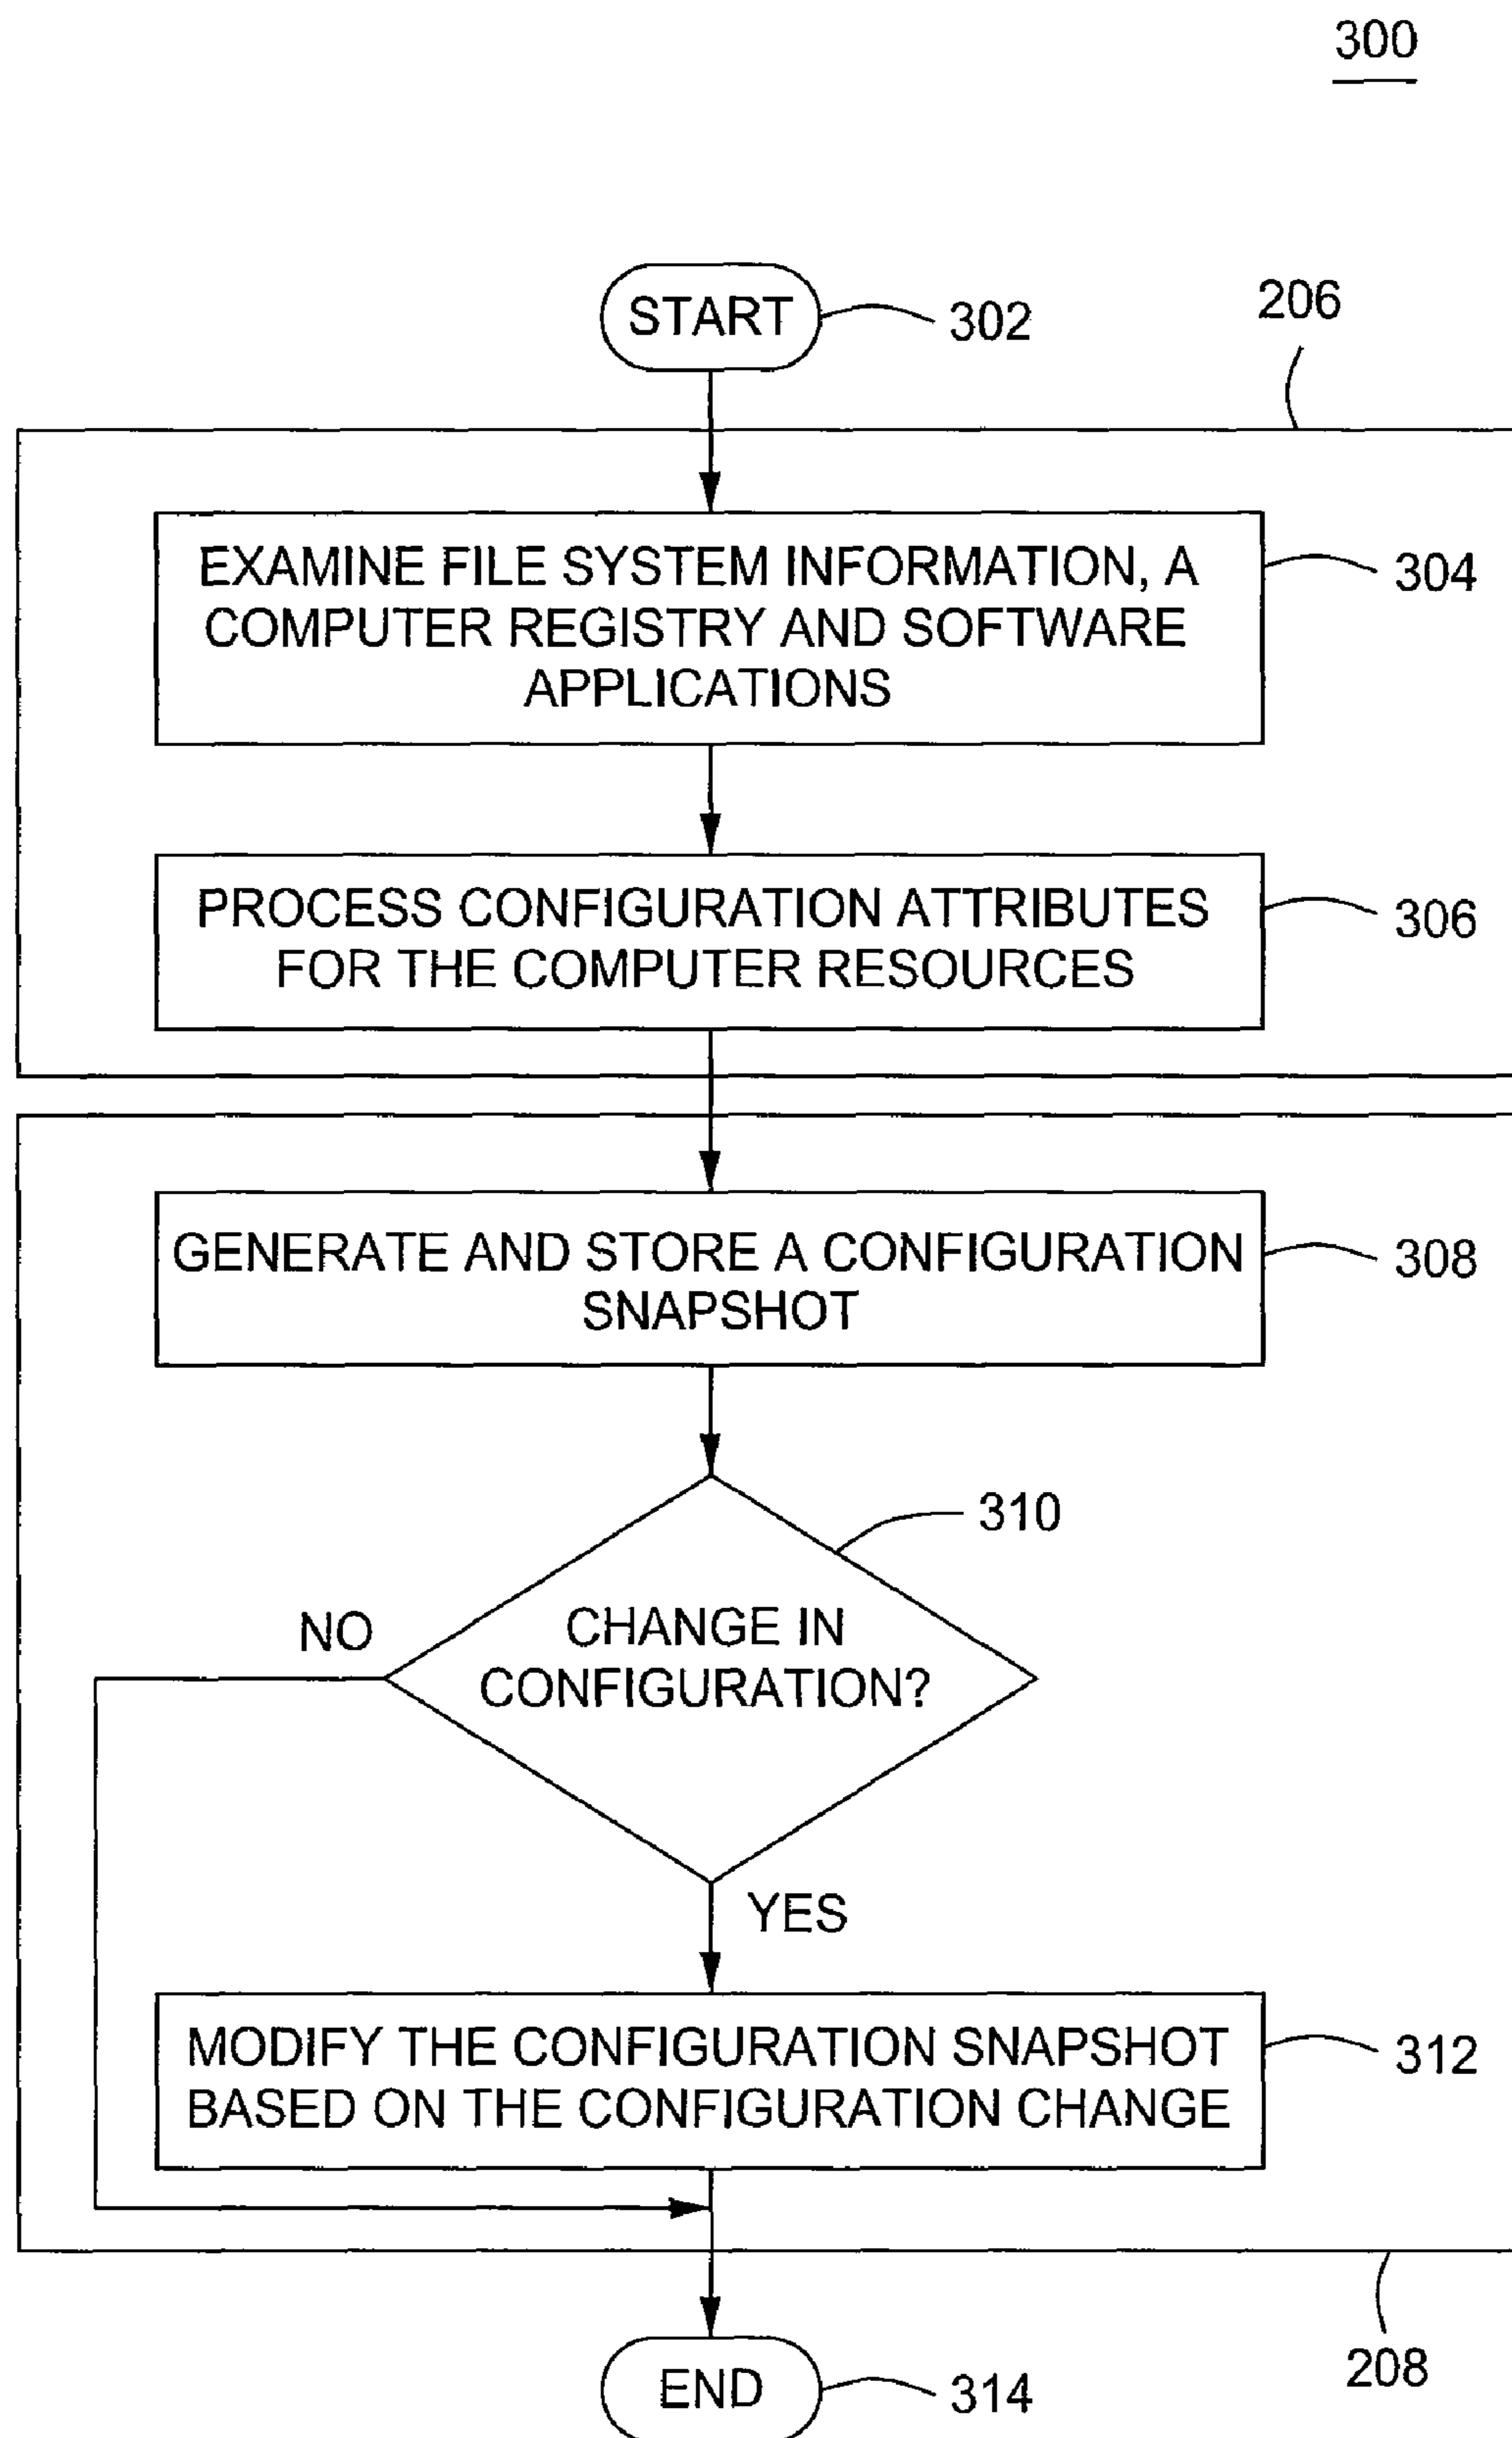 300
START
302
206
EXAMINE FILE SYSTEM INFORMATION, A
COMPUTER REGISTRY AND SOFTWARE
APPLICATIONS
304
PROCESS CONFIGURATION ATTRIBUTES
FOR THE COMPUTER RESOURCES
306
GENERATE AND STORE A CONFIGURATION
SNAPSHOT
308
310
CHANGE IN
CONFIGURATION?
NO
YES
MODIFY THE CONFIGURATION SNAPSHOT
BASED ON THE CONFIGURATION CHANGE
312
208
END
314